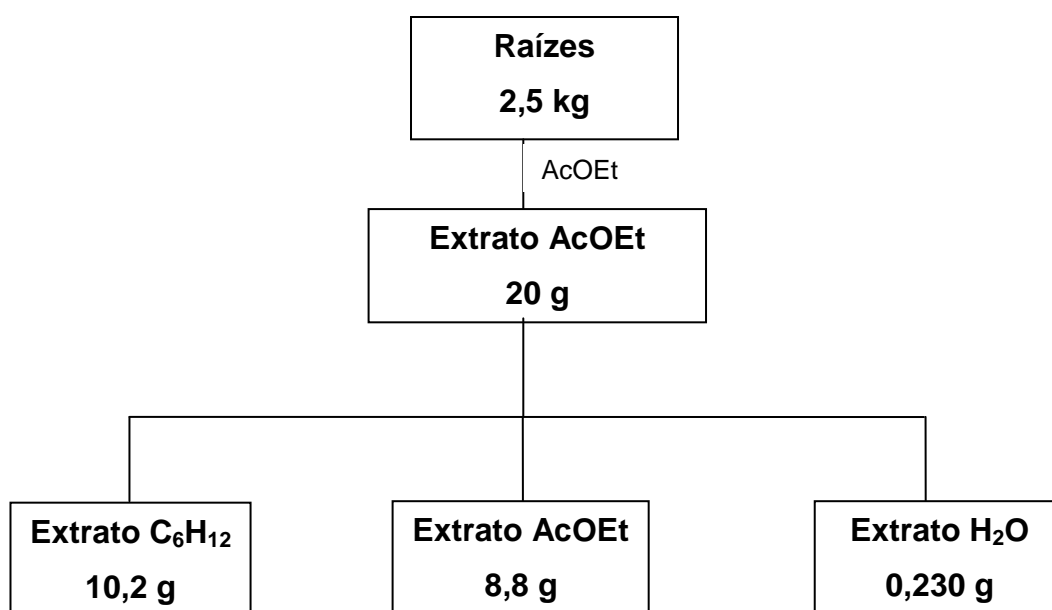 Raízes
2,5 kg
AcOEt
Extrato AcOEt
20 g
Extrato C₆H₁₂
10,2 g
Extrato AcOEt
8,8 g
Extrato H₂O
0,230 g